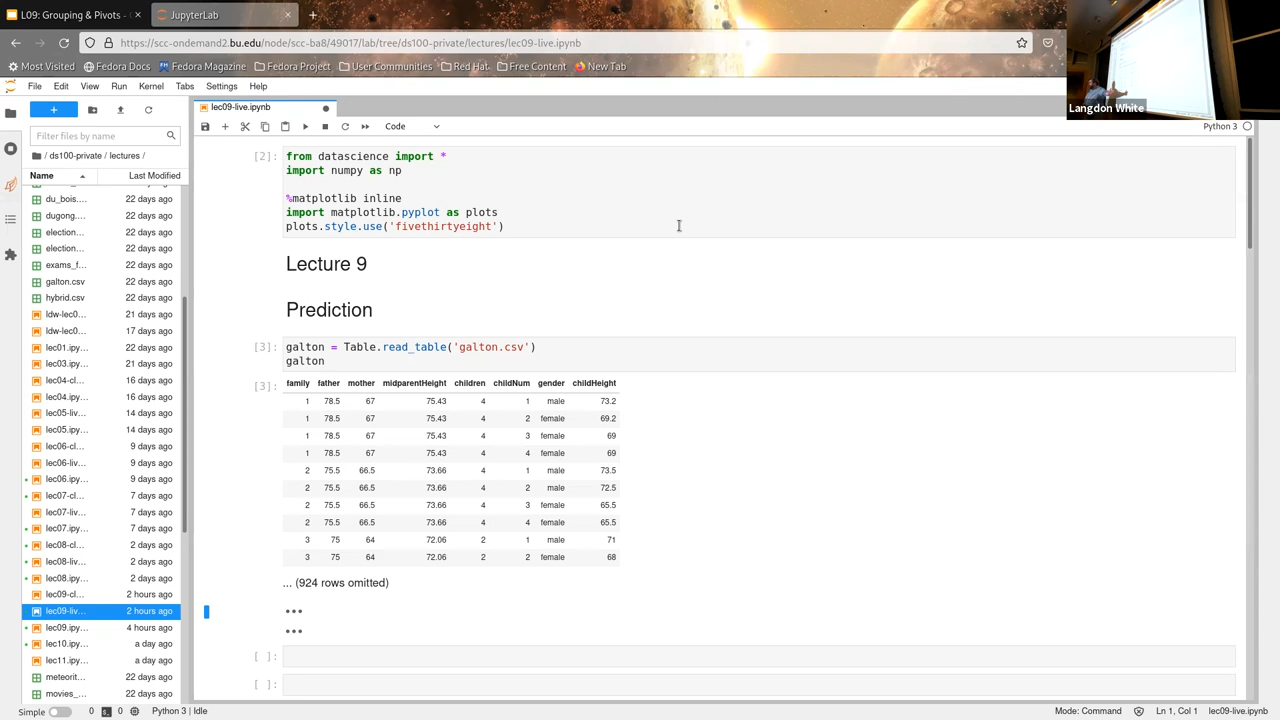 L09: Grouping & Pivots -
JupyterLab
https://scc-ondemand2.bu.edu/node/scc-ba8/49017/lab/tree/ds100-private/lectures/lec09-live.ipynb
Most Visited Fedora Docs Fedora Magazine Fedora Project User Communities Red Hat Free Content New Tab
Langdon White
File Edit View Run Kernel Tabs Settings Help
lec09-live.ipynb
Filter files by name
Code
Python 3
/ ds100-private / lectures /
Name Last Modified
du_bois.... 22 days ago
dugong.... 22 days ago
election... 22 days ago
election... 22 days ago
exams_f... 22 days ago
galton.csv 22 days ago
hybrid.csv 22 days ago
ldw-lec0... 21 days ago
ldw-lec0... 17 days ago
lec01.ipy... 22 days ago
lec03.ipy... 21 days ago
lec04-cl... 16 days ago
lec04.ipy... 16 days ago
lec05-liv... 14 days ago
lec05.ipy... 14 days ago
lec06-cl... 9 days ago
lec06-liv... 9 days ago
lec06.ipy... 9 days ago
lec07-cl... 7 days ago
lec07-liv... 7 days ago
lec07.ipy... 7 days ago
lec08-cl... 2 days ago
lec08-liv... 2 days ago
lec08.ipy... 2 days ago
lec09-cl... 2 hours ago
lec09-liv... 2 hours ago
lec09.ipy... 4 hours ago
lec10.ipy... a day ago
lec11.ipy... a day ago
meteorit... 22 days ago
movies_... 22 days ago
[2]: from datascience import *
import numpy as np
%matplotlib inline
import matplotlib.pyplot as plots
plots.style.use('fivethirtyeight')
Lecture 9
Prediction
[3]: galton = Table.read_table('galton.csv')
galton
[3]: family father mother midparentHeight children childNum gender childHeight
1 78.5 67 75.43 4 1 male 73.2
1 78.5 67 75.43 4 2 female 69.2
1 78.5 67 75.43 4 3 female 69
1 78.5 67 75.43 4 4 female 69
2 75.5 66.5 73.66 4 1 male 73.5
2 75.5 66.5 73.66 4 2 male 72.5
2 75.5 66.5 73.66 4 3 female 65.5
2 75.5 66.5 73.66 4 4 female 65.5
3 75 64 72.06 2 1 male 71
3 75 64 72.06 2 2 female 68
... (924 rows omitted)
•••
•••
[ ]:
[ ]:
Simple 0 0 Python 3 | Idle Mode: Command Ln 1, Col 1 lec09-live.ipynb